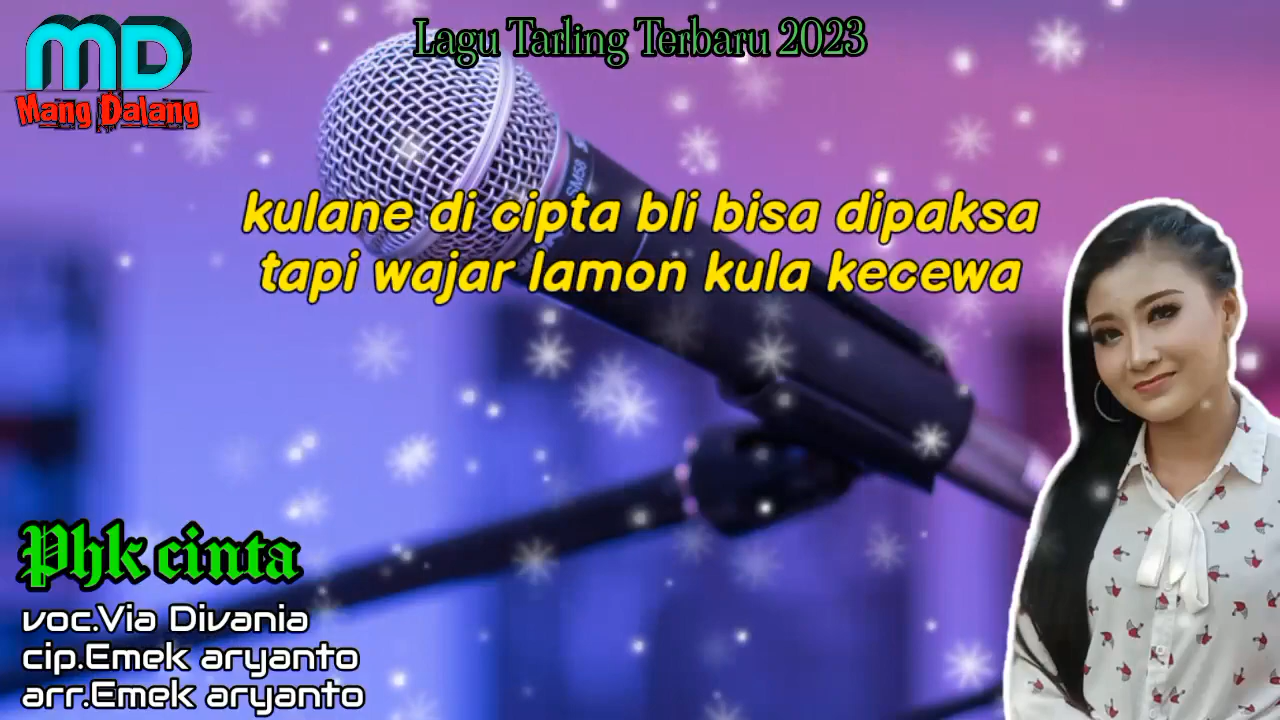 Lagu Tarling Terbaru 2023
MD
Mang Dalang
SM58
kulane di cipta bli bisa dipaksa
tapi wajar lamon kula kecewa
Phk cinta
voc.Via Divania
cip.Emek aryanto
arr.Emek aryanto